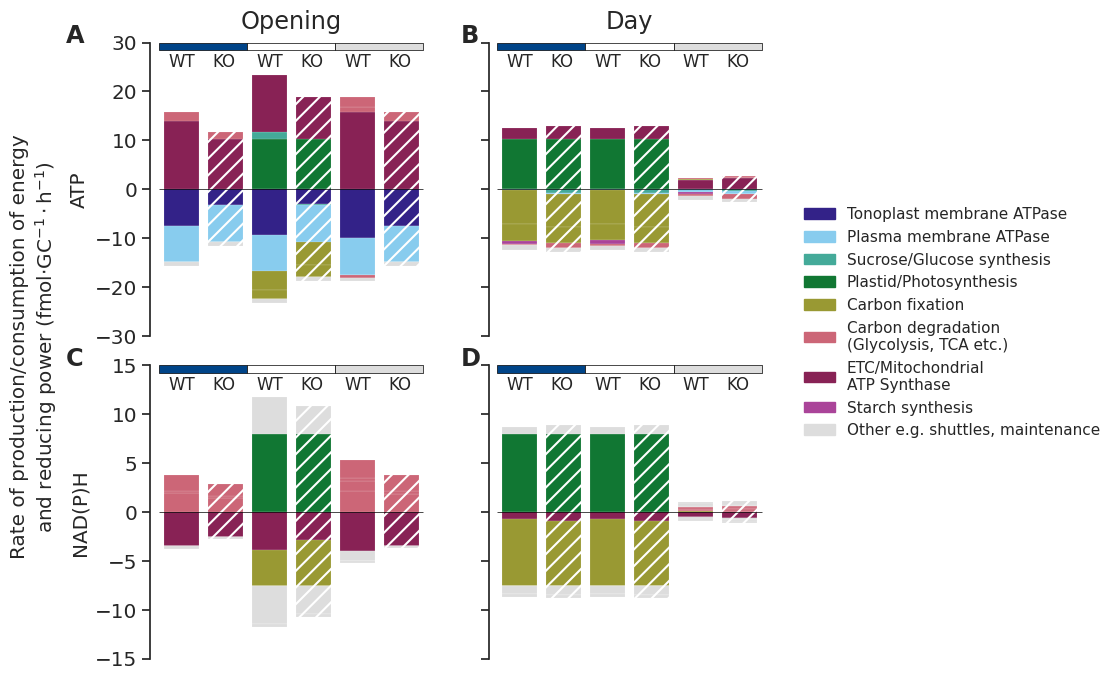 Opening
Day
A
B
30
20
10
0
−10
−20
−30
WT KO WT KO WT KO
WT KO WT KO WT KO
ATP
Rate of production/consumption of energy
and reducing power (fmol·GC⁻¹·h⁻¹)
C
D
15
10
5
0
−5
−10
−15
WT KO WT KO WT KO
WT KO WT KO WT KO
NAD(P)H
Tonoplast membrane ATPase
Plasma membrane ATPase
Sucrose/Glucose synthesis
Plastid/Photosynthesis
Carbon fixation
Carbon degradation
(Glycolysis, TCA etc.)
ETC/Mitochondrial
ATP Synthase
Starch synthesis
Other e.g. shuttles, maintenance